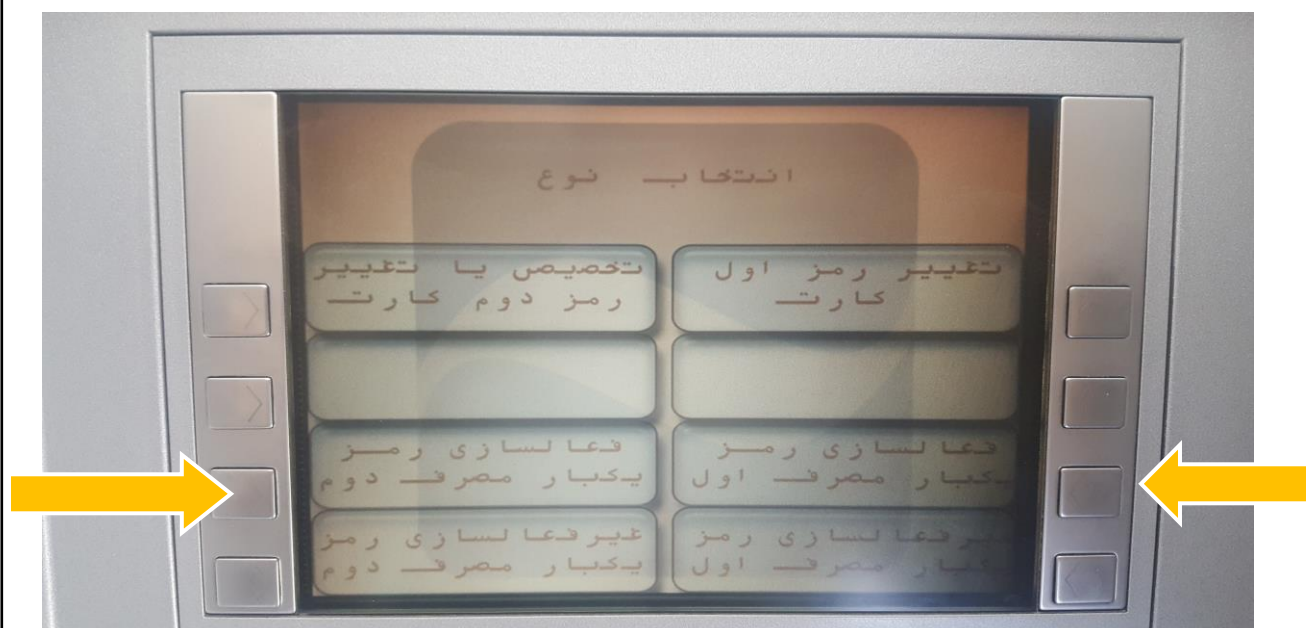 انتخاب نوع
تغییر رمز اول
کارت
تخصیص یا تغییر
رمز دوم کارت
فعالسازی رمز
یکبار مصرف اول
فعالسازی رمز
یکبار مصرف دوم
غیرفعالسازی رمز
یکبار مصرف اول
غیرفعالسازی رمز
یکبار مصرف دوم